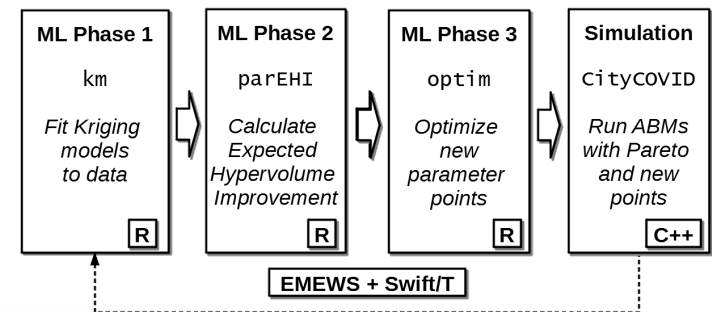 ML Phase 1
km
Fit Kriging
models
to data
R
ML Phase 2
parEHI
Calculate
Expected
Hypervolume
Improvement
R
ML Phase 3
optim
Optimize
new
parameter
points
R
Simulation
CityCOVID
Run ABMs
with Pareto
and new
points
C++
EMEWS + Swift/T